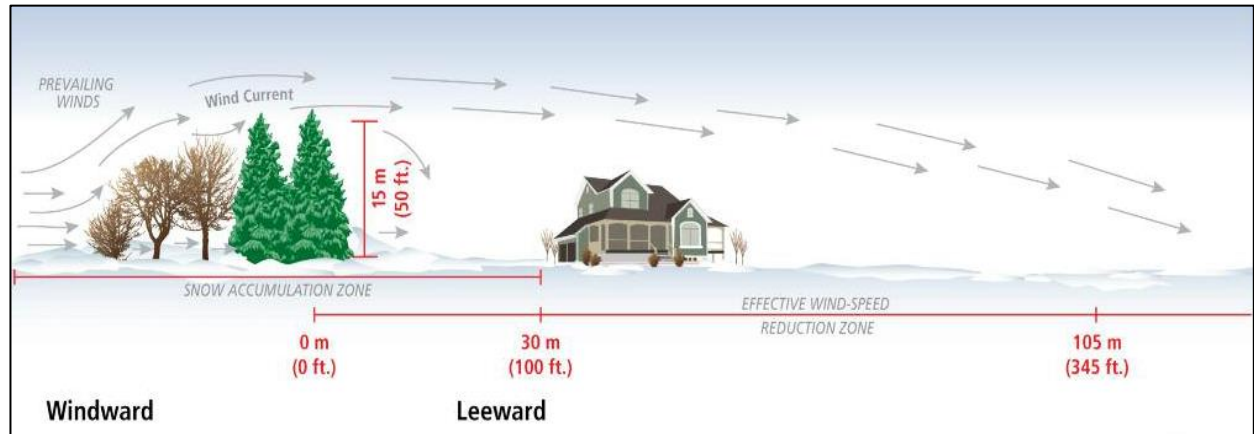 PREVAILING
WINDS
Wind Current
15 m
(50 ft.)
SNOW ACCUMULATION ZONE
EFFECTIVE WIND-SPEED
REDUCTION ZONE
0 m
(0 ft.)
30 m
(100 ft.)
105 m
(345 ft.)
Windward
Leeward